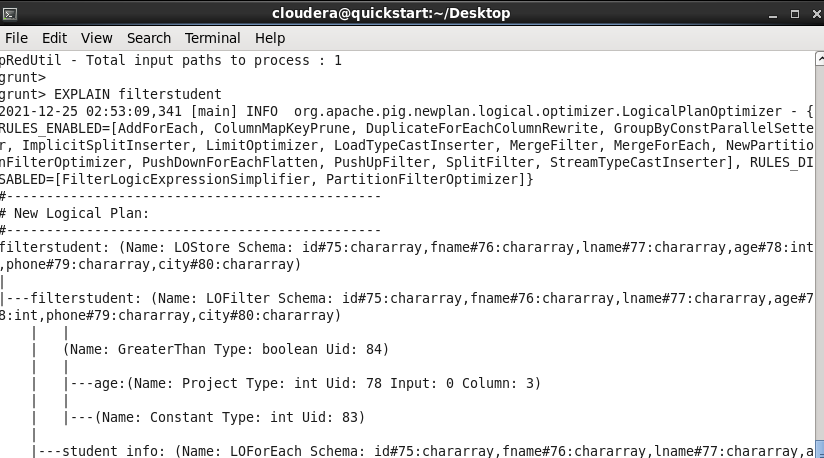 cloudera@quickstart:~/Desktop
File Edit View Search Terminal Help
pRedUtil - Total input paths to process : 1
grunt>
grunt> EXPLAIN filterstudent
2021-12-25 02:53:09,341 [main] INFO  org.apache.pig.newplan.logical.optimizer.LogicalPlanOptimizer - {
RULES_ENABLED=[AddForEach, ColumnMapKeyPrune, DuplicateForEachColumnRewrite, GroupByConstParallelSette
r, ImplicitSplitInserter, LimitOptimizer, LoadTypeCastInserter, MergeFilter, MergeForEach, NewPartitio
nFilterOptimizer, PushDownForEachFlatten, PushUpFilter, SplitFilter, StreamTypeCastInserter], RULES_DI
SABLED=[FilterLogicExpressionSimplifier, PartitionFilterOptimizer]}
#-----------------------------------------------
# New Logical Plan:
#-----------------------------------------------
filterstudent: (Name: LOStore Schema: id#75:chararray,fname#76:chararray,lname#77:chararray,age#78:int
,phone#79:chararray,city#80:chararray)
|
|---filterstudent: (Name: LOFilter Schema: id#75:chararray,fname#76:chararray,lname#77:chararray,age#7
8:int,phone#79:chararray,city#80:chararray)
    |   |
    |   (Name: GreaterThan Type: boolean Uid: 84)
    |   |
    |   |---age:(Name: Project Type: int Uid: 78 Input: 0 Column: 3)
    |   |
    |   |---(Name: Constant Type: int Uid: 83)
    |
    |---student_info: (Name: LOForEach Schema: id#75:chararray,fname#76:chararray,lname#77:chararray,a